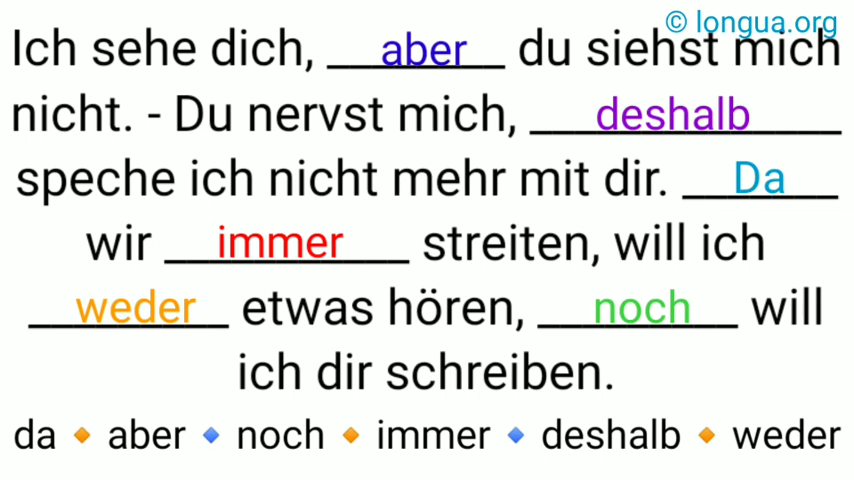 © longua.org
Ich sehe dich, aber du siehst mich
nicht. - Du nervst mich, deshalb
speche ich nicht mehr mit dir. Da
wir immer streiten, will ich
weder etwas hören, noch will
ich dir schreiben.
da 🔸 aber 🔹 noch 🔸 immer 🔹 deshalb 🔸 weder